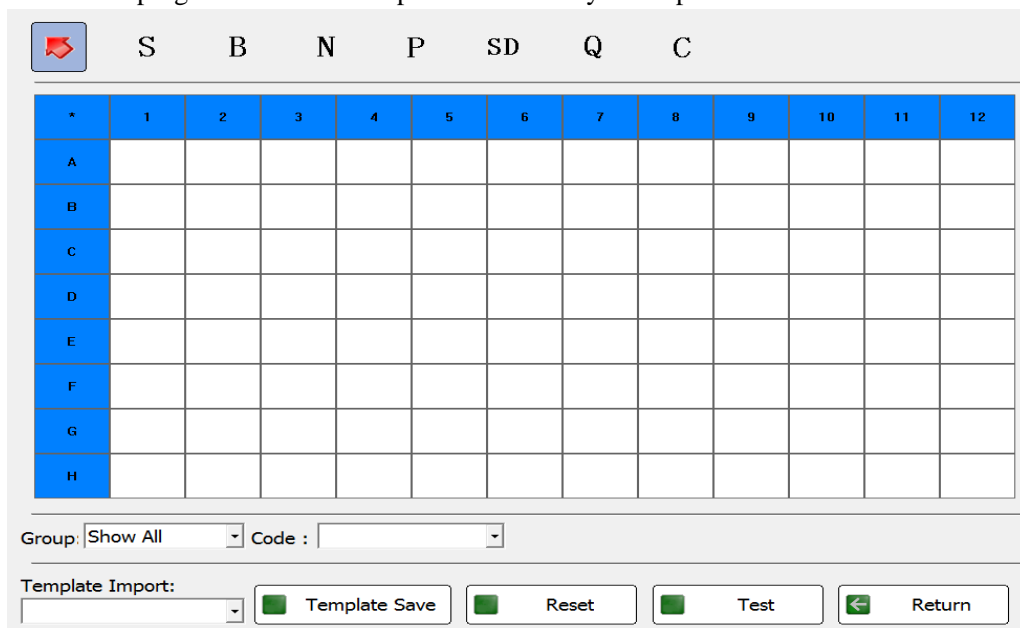 S B N P SD Q C
* 1 2 3 4 5 6 7 8 9 10 11 12
A
B
C
D
E
F
G
H
Group: Show All Code :
Template Import:
Template Save Reset Test Return